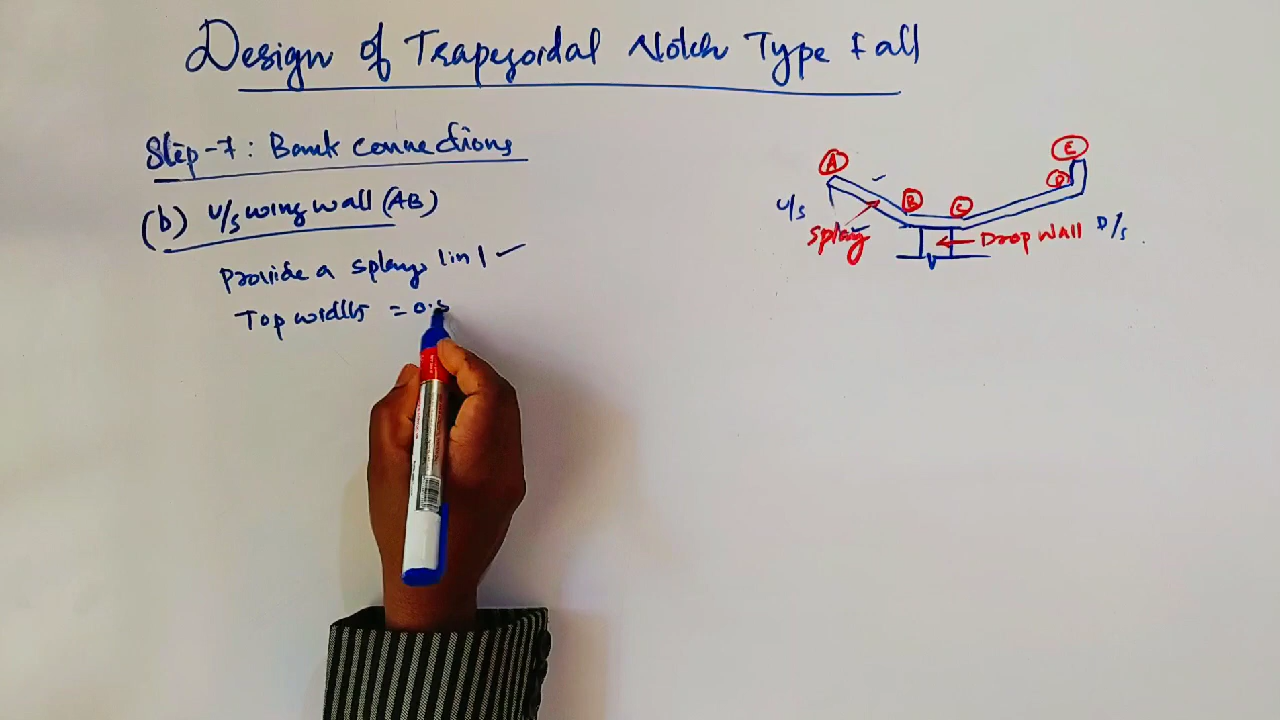 Design of Trapezoidal Notch Type Fall
Step-7: Bank connections
(b) U/s wing wall (AB)
Provide a splay 1 in 1
Top width = 0.5
A
B
C
D
E
U/s
Splay
Drop Wall
D/s